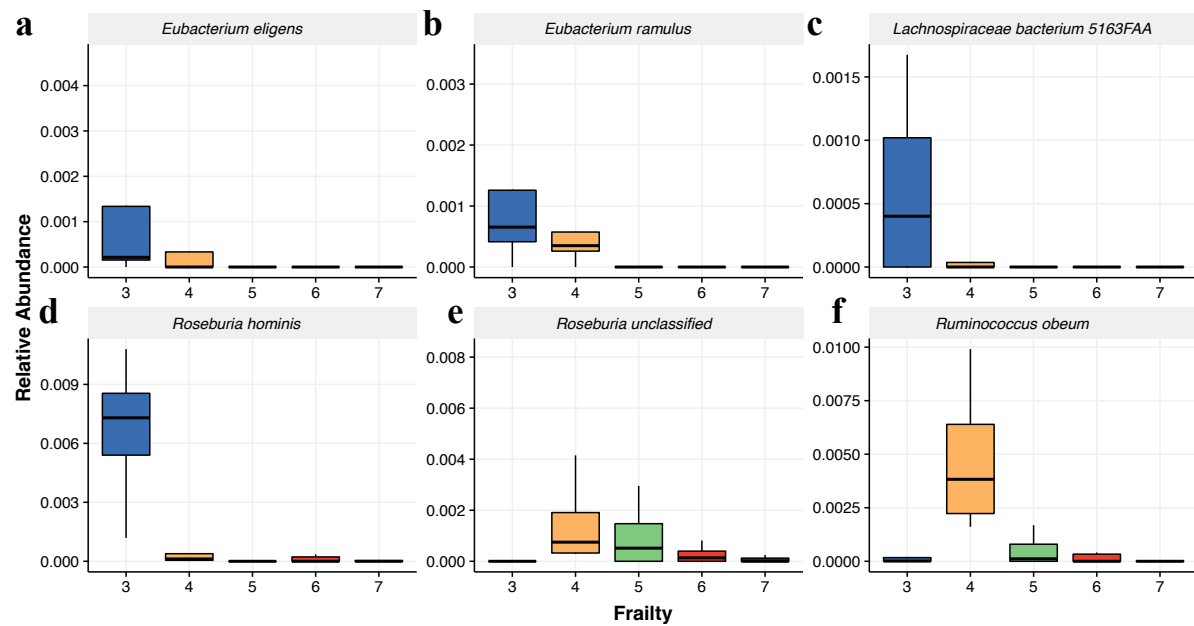 a
Eubacterium eligens
0.004
0.003
0.002
0.001
0.000
3 4 5 6 7
b
Eubacterium ramulus
0.003
0.002
0.001
0.000
3 4 5 6 7
c
Lachnospiraceae bacterium 5163FAA
0.0015
0.0010
0.0005
0.0000
3 4 5 6 7
Relative Abundance
d
Roseburia hominis
0.009
0.006
0.003
0.000
3 4 5 6 7
e
Roseburia unclassified
0.008
0.006
0.004
0.002
0.000
3 4 5 6 7
f
Ruminococcus obeum
0.0100
0.0075
0.0050
0.0025
0.0000
3 4 5 6 7
Frailty